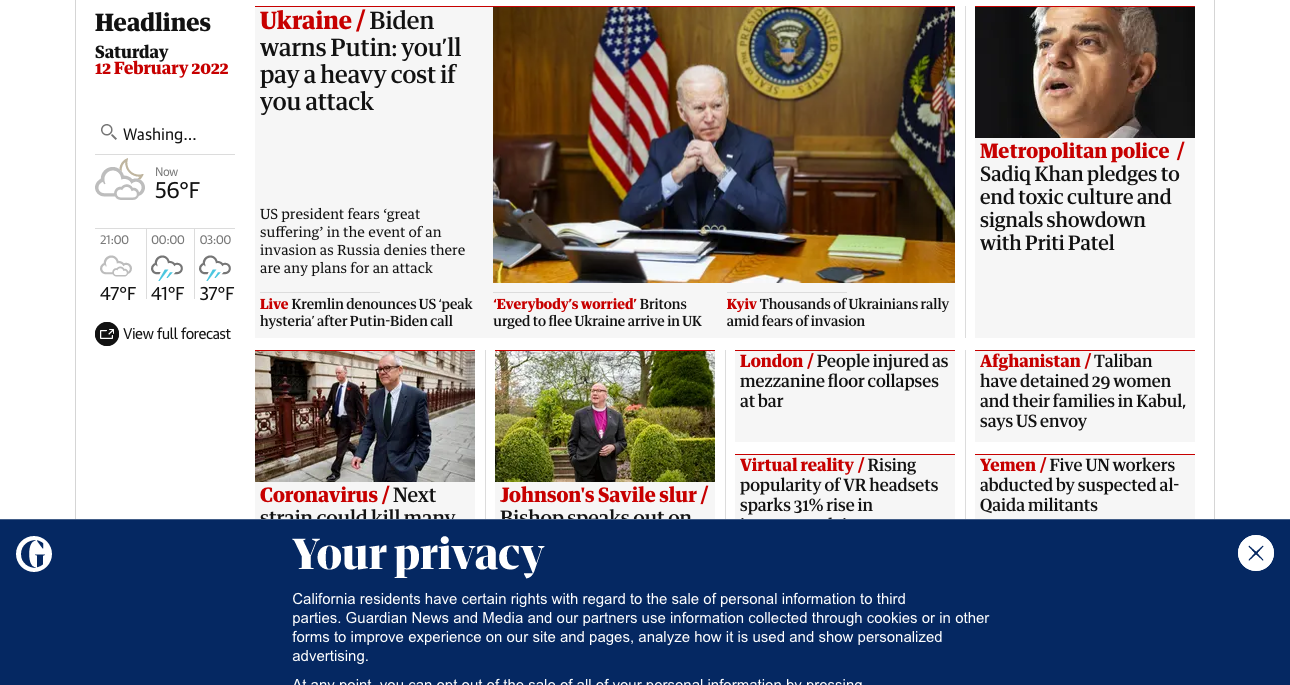 Headlines
Saturday
12 February 2022
Washing...
Now
56°F
21:00
00:00
03:00
47°F
41°F
37°F
View full forecast
Ukraine / Biden
warns Putin: you’ll
pay a heavy cost if
you attack
US president fears ‘great
suffering’ in the event of an
invasion as Russia denies there
are any plans for an attack
Live Kremlin denounces US ‘peak
hysteria’ after Putin-Biden call
‘Everybody’s worried’ Britons
urged to flee Ukraine arrive in UK
Kyiv Thousands of Ukrainians rally
amid fears of invasion
Metropolitan police /
Sadiq Khan pledges to
end toxic culture and
signals showdown
with Priti Patel
Coronavirus / Next
strain could kill many
Johnson's Savile slur /
Bishop speaks out on
London / People injured as
mezzanine floor collapses
at bar
Virtual reality / Rising
popularity of VR headsets
sparks 31% rise in
Afghanistan / Taliban
have detained 29 women
and their families in Kabul,
says US envoy
Yemen / Five UN workers
abducted by suspected al-
Qaida militants
G
Your privacy
California residents have certain rights with regard to the sale of personal information to third
parties. Guardian News and Media and our partners use information collected through cookies or in other
forms to improve experience on our site and pages, analyze how it is used and show personalized
advertising.
At any point, you can opt out of the sale of all of your personal information by pressing